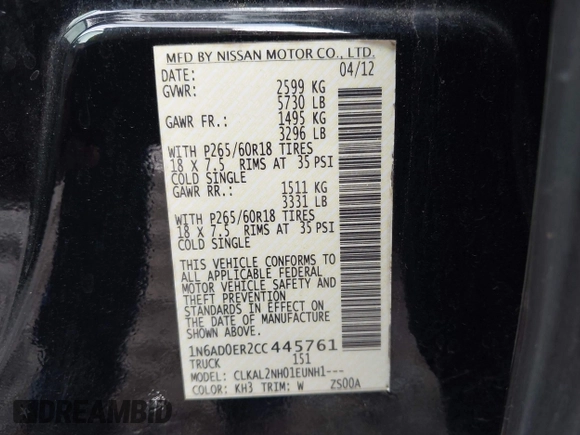 MFD BY NISSAN MOTOR CO., LTD.
DATE: 04/12
GVWR: 2599 KG
5730 LB
GAWR FR.: 1495 KG
3296 LB
WITH P265/60R18 TIRES
18 X 7.5 RIMS AT 35 PSI
COLD SINGLE
GAWR RR.: 1511 KG
3331 LB
WITH P265/60R18 TIRES
18 X 7.5 RIMS AT 35 PSI
COLD SINGLE
THIS VEHICLE CONFORMS TO
ALL APPLICABLE FEDERAL
MOTOR VEHICLE SAFETY AND
THEFT PREVENTION
STANDARDS IN EFFECT ON
THE DATE OF MANUFACTURE
SHOWN ABOVE.
1N6AD0ER2CC445761
TRUCK 151
MODEL: CLKAL2NH01EUNH1---
COLOR: KH3 TRIM: W ZS00A
DREAMBID